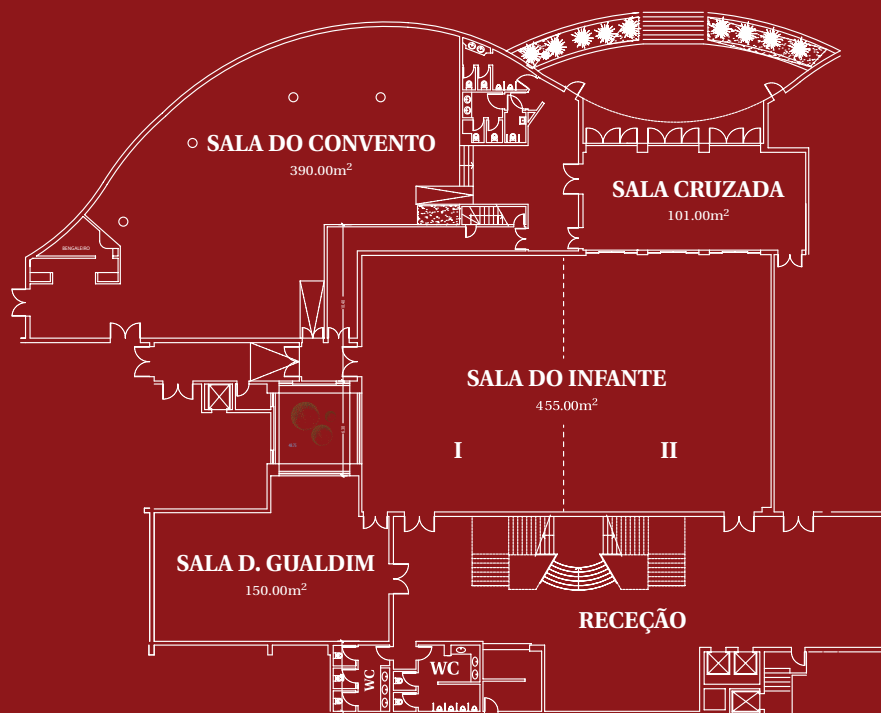 SALA DO CONVENTO
390.00m²
SALA CRUZADA
101.00m²
BENGALEIRO
SALA DO INFANTE
455.00m²
I
II
SALA D. GUALDIM
150.00m²
RECEÇÃO
WC
WC